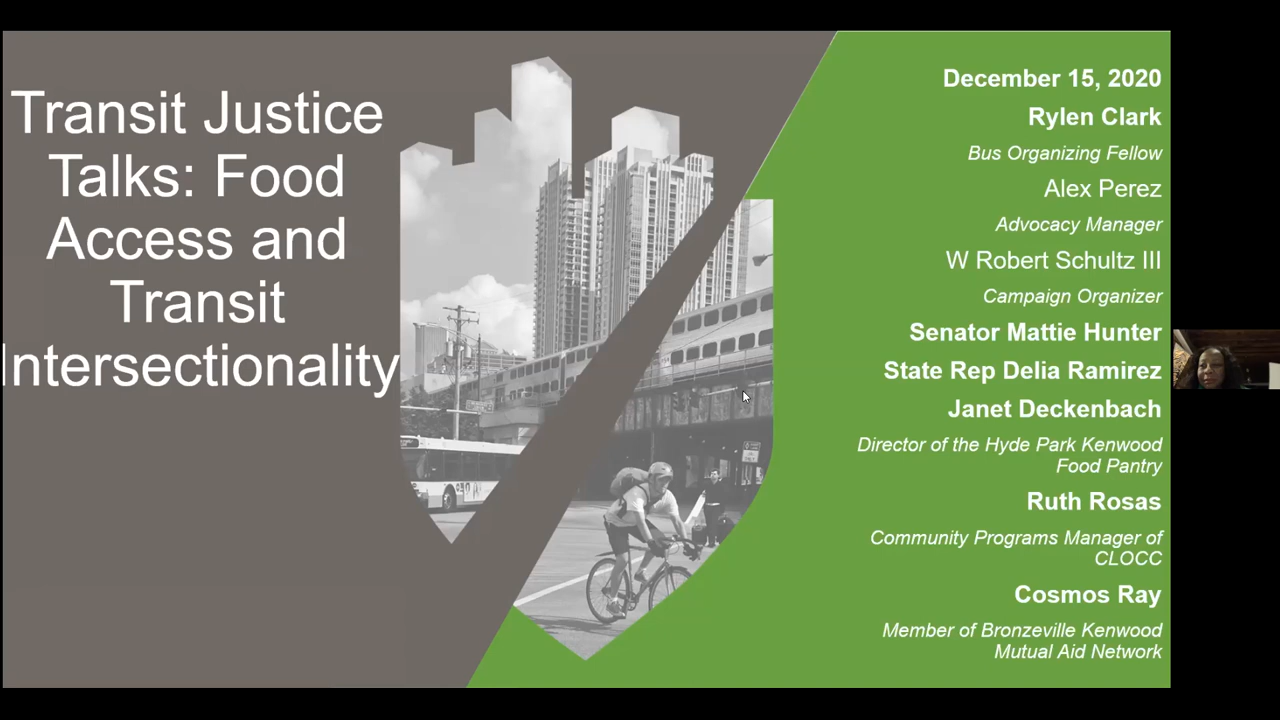 Transit Justice
Talks: Food
Access and
Transit
Intersectionality
December 15, 2020
Rylen Clark
Bus Organizing Fellow
Alex Perez
Advocacy Manager
W Robert Schultz III
Campaign Organizer
Senator Mattie Hunter
State Rep Delia Ramirez
Janet Deckenbach
Director of the Hyde Park Kenwood
Food Pantry
Ruth Rosas
Community Programs Manager of
CLOCC
Cosmos Ray
Member of Bronzeville Kenwood
Mutual Aid Network